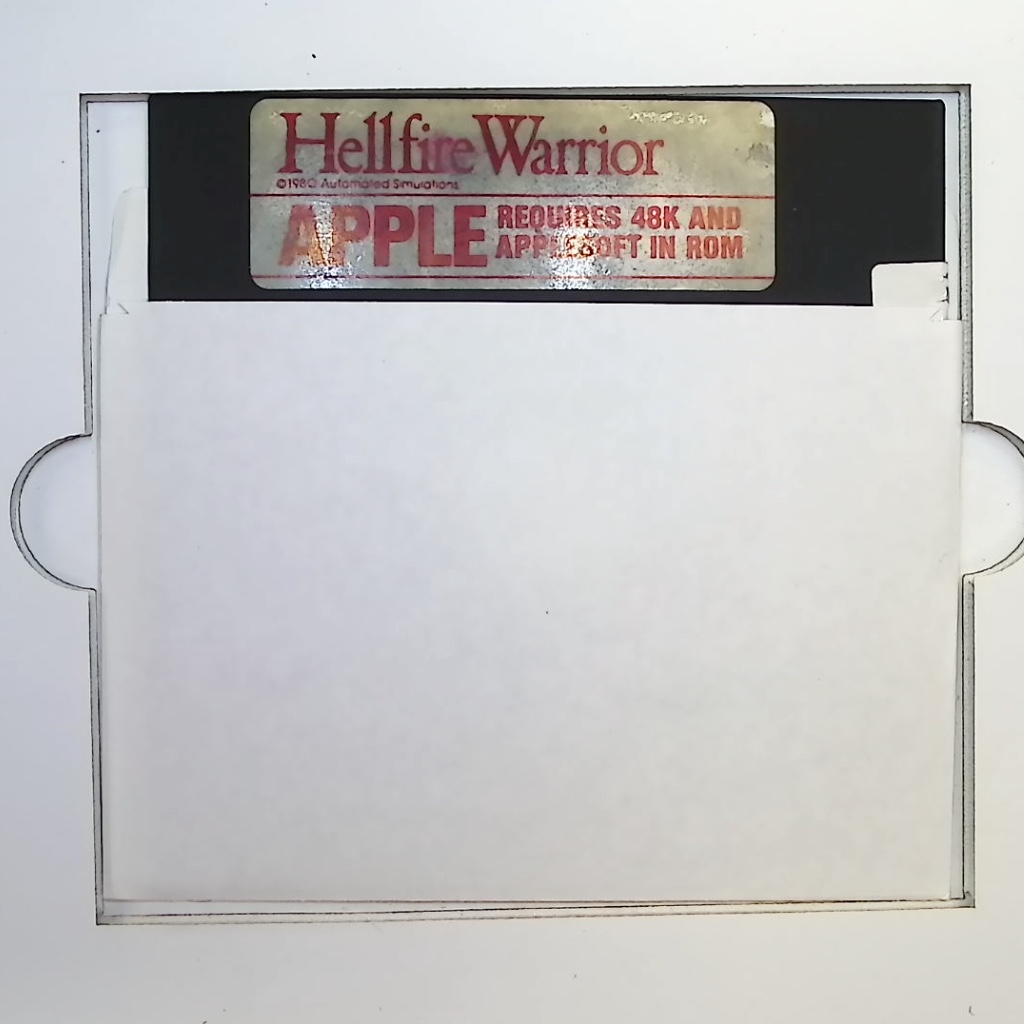 Hellfire Warrior
©1980 Automated Simulations
APPLE
REQUIRES 48K AND
APPLESOFT IN ROM